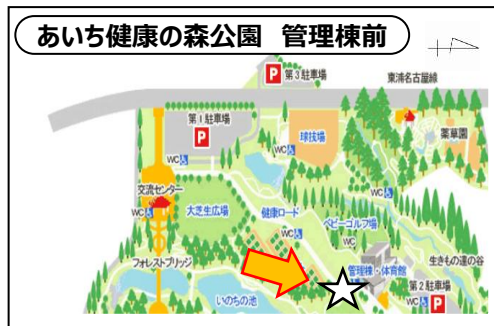 あいち健康の森公園 管理棟前
P 第3駐車場
東浦名古屋線
第1駐車場
P
球技場
薬草園
WC
WC
WC
交流センター
WC
大芝生広場
健康ロード
ベビーゴルフ場
WC
フォレストブリッジ
管理棟・体育館
生きもの達の谷
いのちの池
WC
第2駐車場
P